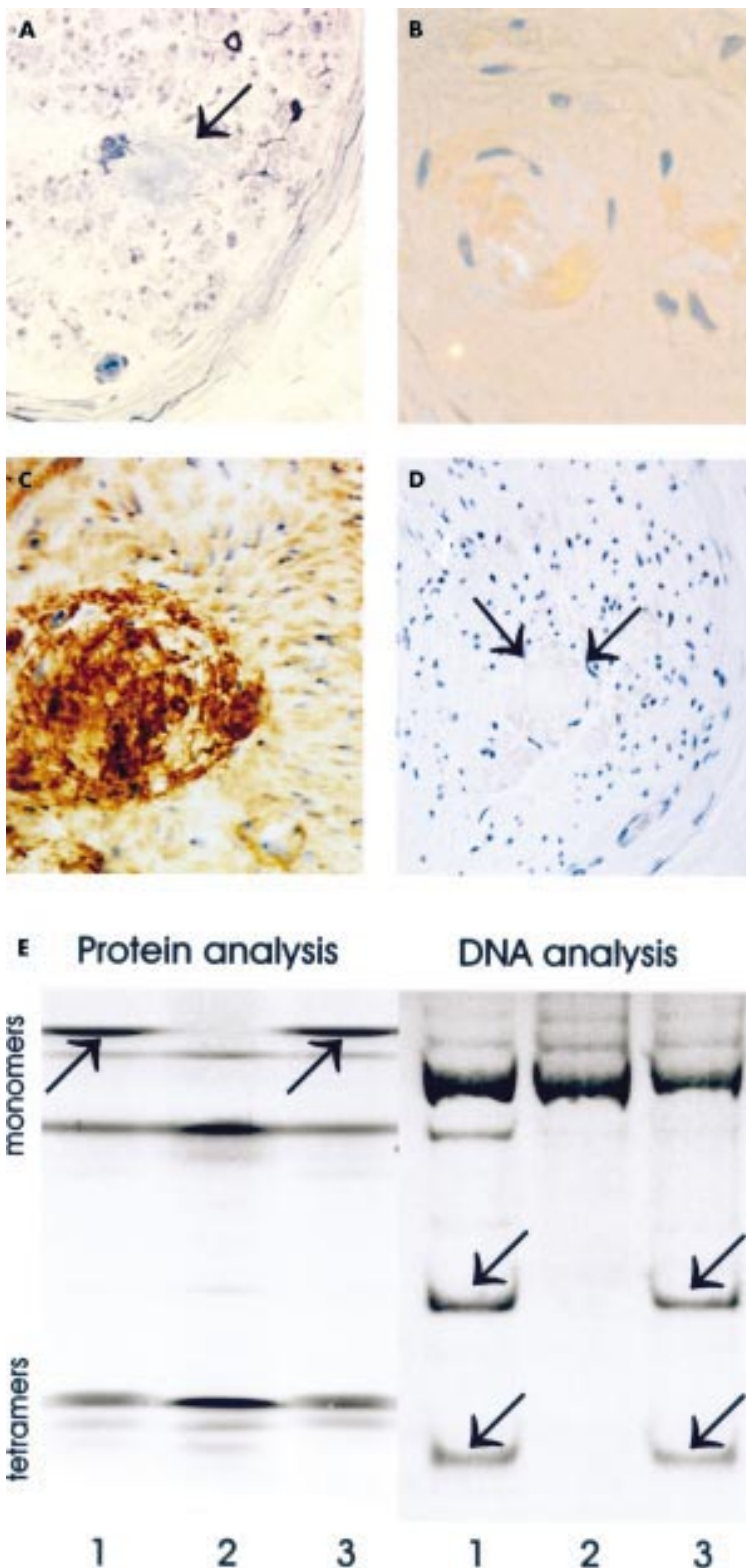 A
B
C
D
E
Protein analysis
DNA analysis
monomers
tetramers
1 2 3
1 2 3